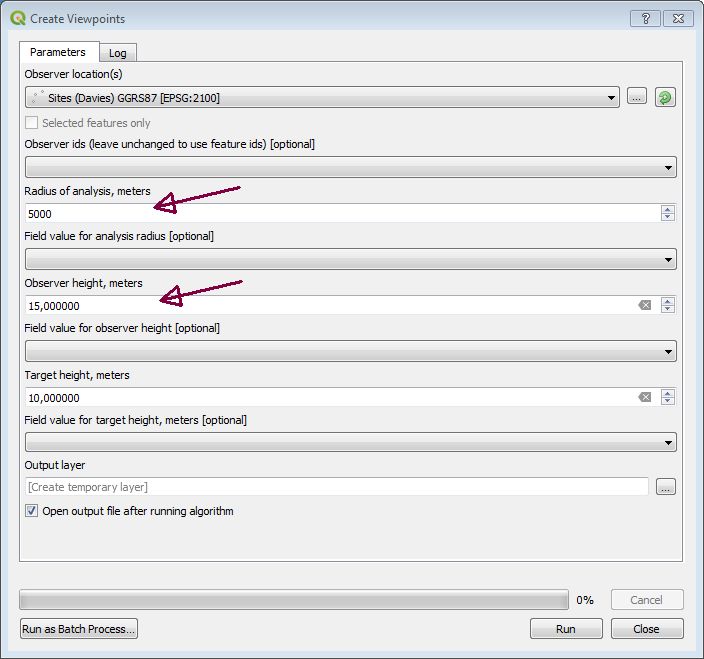 Create Viewpoints
Parameters
Log
Observer location(s)
Sites (Davies) GGRS87 [EPSG:2100]
...
Selected features only
Observer ids (leave unchanged to use feature ids) [optional]
Radius of analysis, meters
5000
Field value for analysis radius [optional]
Observer height, meters
15,000000
Field value for observer height [optional]
Target height, meters
10,000000
Field value for target height, meters [optional]
Output layer
[Create temporary layer]
...
Open output file after running algorithm
0%
Cancel
Run as Batch Process...
Run
Close